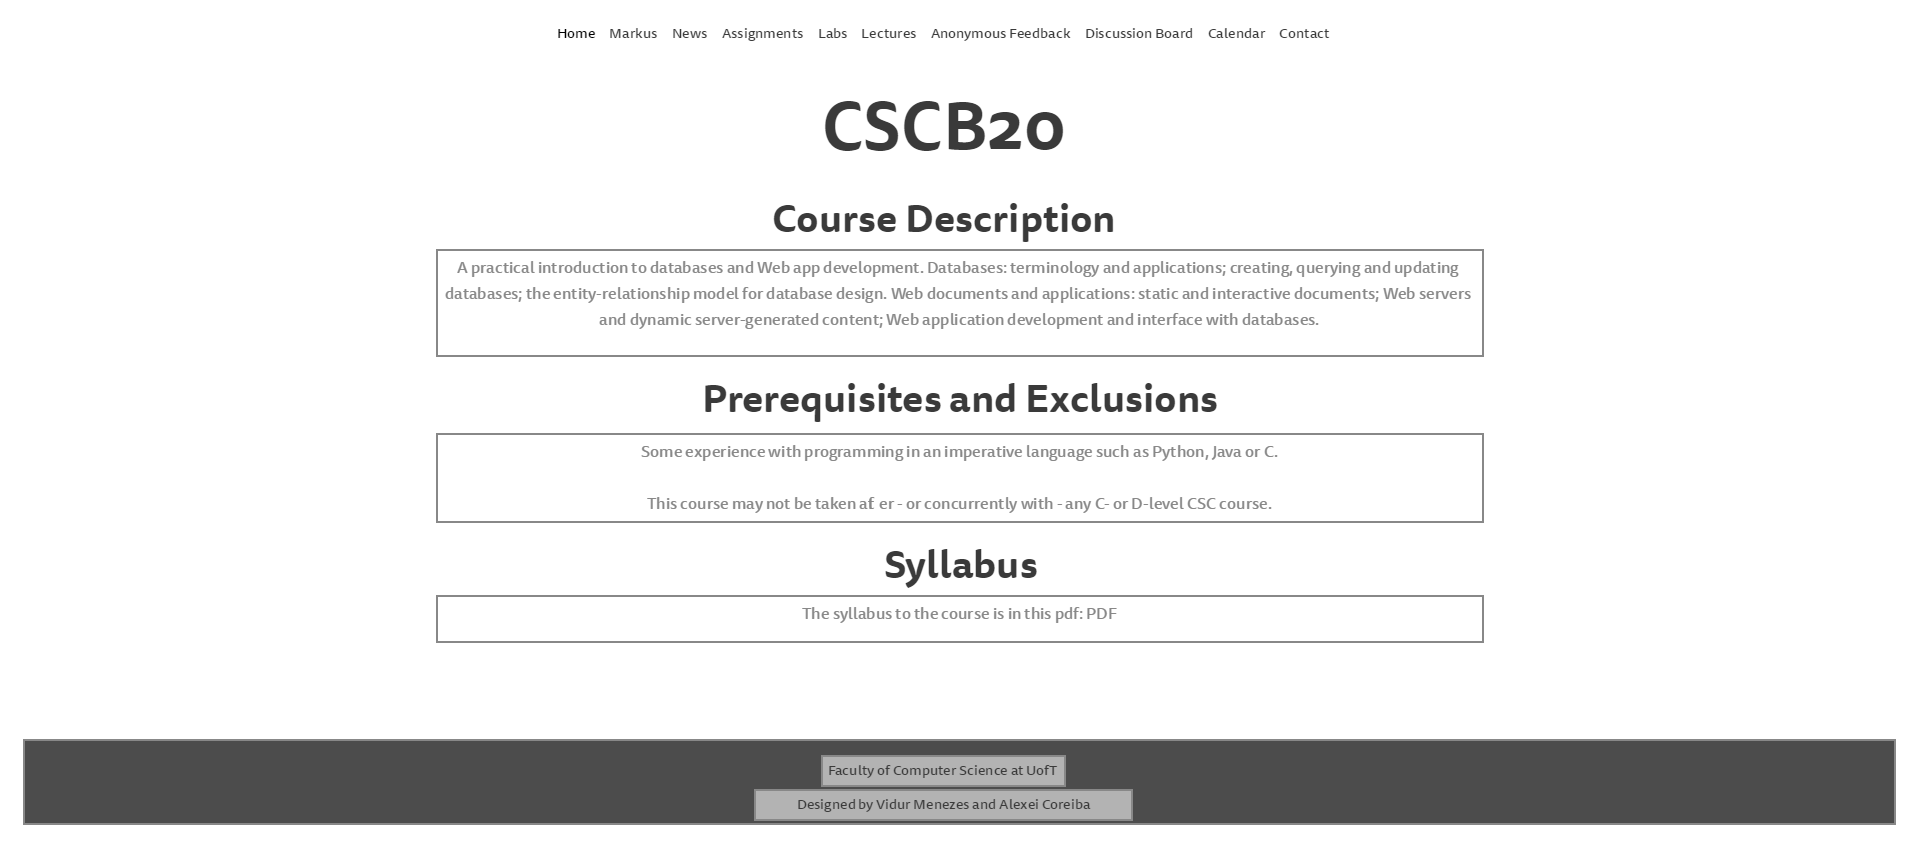 Home Markus News Assignments Labs Lectures Anonymous Feedback Discussion Board Calendar Contact
CSCB20
Course Description
A practical introduction to databases and Web app development. Databases: terminology and applications; creating, querying and updating
databases; the entity-relationship model for database design. Web documents and applications: static and interactive documents; Web servers
and dynamic server-generated content; Web application development and interface with databases.
Prerequisites and Exclusions
Some experience with programming in an imperative language such as Python, Java or C.
This course may not be taken after - or concurrently with - any C- or D-level CSC course.
Syllabus
The syllabus to the course is in this pdf: PDF
Faculty of Computer Science at UofT
Designed by Vidur Menezes and Alexei Coreiba